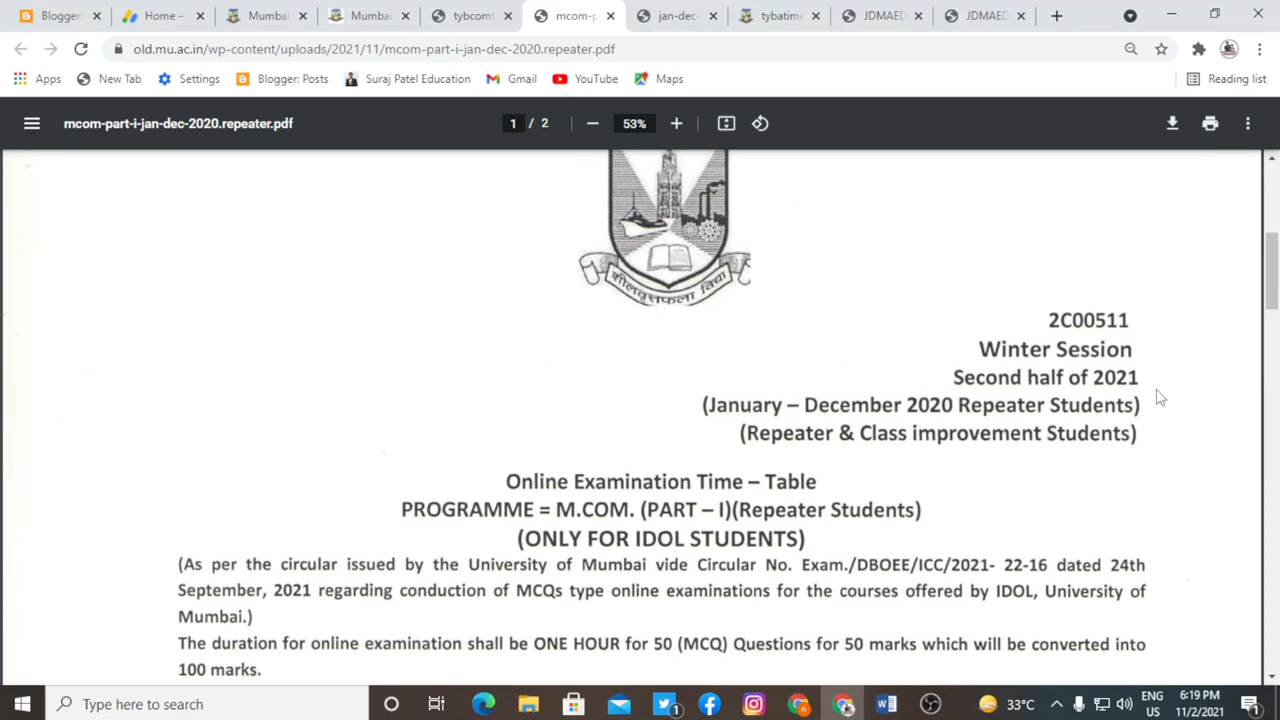 Blogger:
Home –
Mumbai
Mumbai
tybcomf
mcom-p
jan-dec-
tybatime
JDMAED
JDMAED
old.mu.ac.in/wp-content/uploads/2021/11/mcom-part-i-jan-dec-2020.repeater.pdf
Apps
New Tab
Settings
Blogger: Posts
Suraj Patel Education
Gmail
YouTube
Maps
Reading list
mcom-part-i-jan-dec-2020.repeater.pdf
1 / 2
53%
शीलवृत्तफला विद्या
2C00511
Winter Session
Second half of 2021
(January – December 2020 Repeater Students)
(Repeater & Class improvement Students)
Online Examination Time – Table
PROGRAMME = M.COM. (PART – I)(Repeater Students)
(ONLY FOR IDOL STUDENTS)
(As per the circular issued by the University of Mumbai vide Circular No. Exam./DBOEE/ICC/2021- 22-16 dated 24th
September, 2021 regarding conduction of MCQs type online examinations for the courses offered by IDOL, University of
Mumbai.)
The duration for online examination shall be ONE HOUR for 50 (MCQ) Questions for 50 marks which will be converted into
100 marks.
Type here to search
1
33°C
ENG
US
6:19 PM
11/2/2021
1